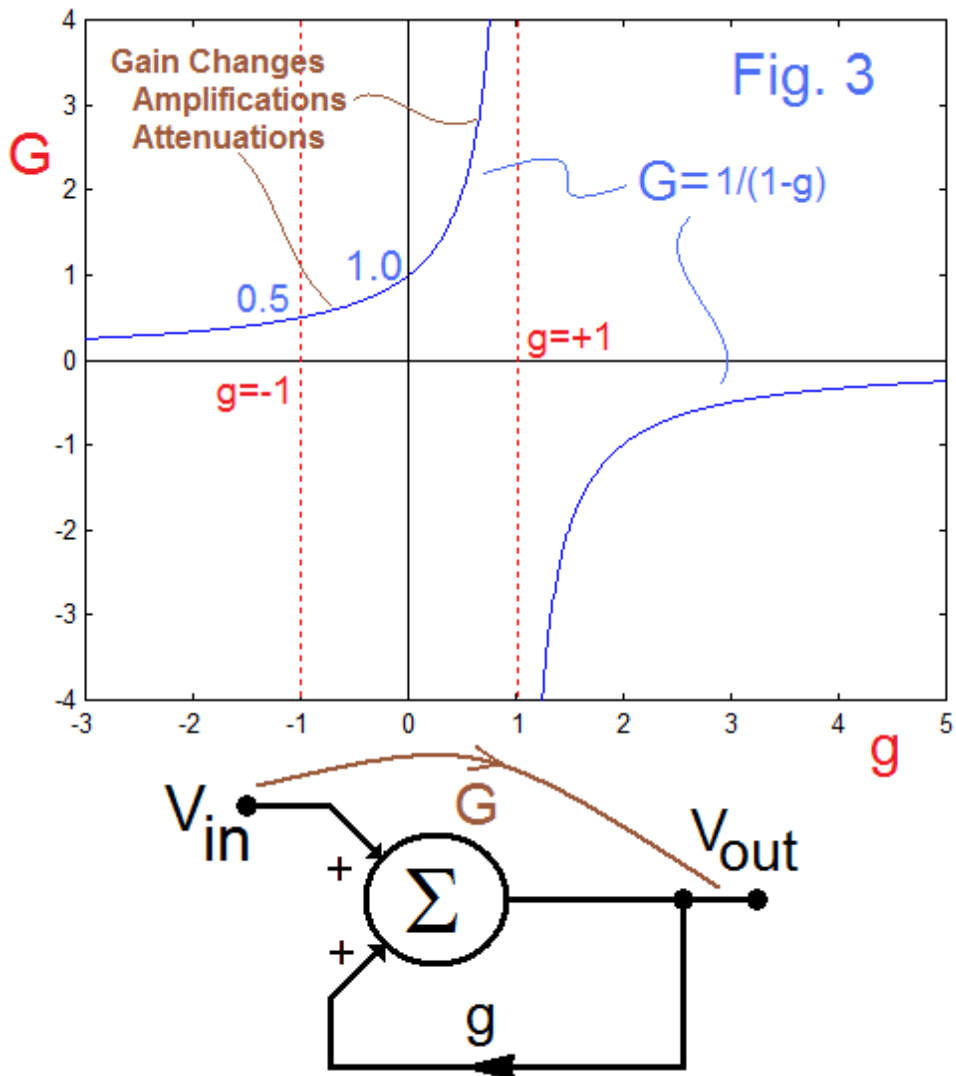 4
Gain Changes
Amplifications
Attenuations
Fig. 3
3
G
2
G=1/(1-g)
1.0
1
0.5
g=+1
0
g=-1
-1
-2
-3
-4
-3 -2 -1 0 1 2 3 4 5
g
G
Vin
Vout
+
Σ
+
g